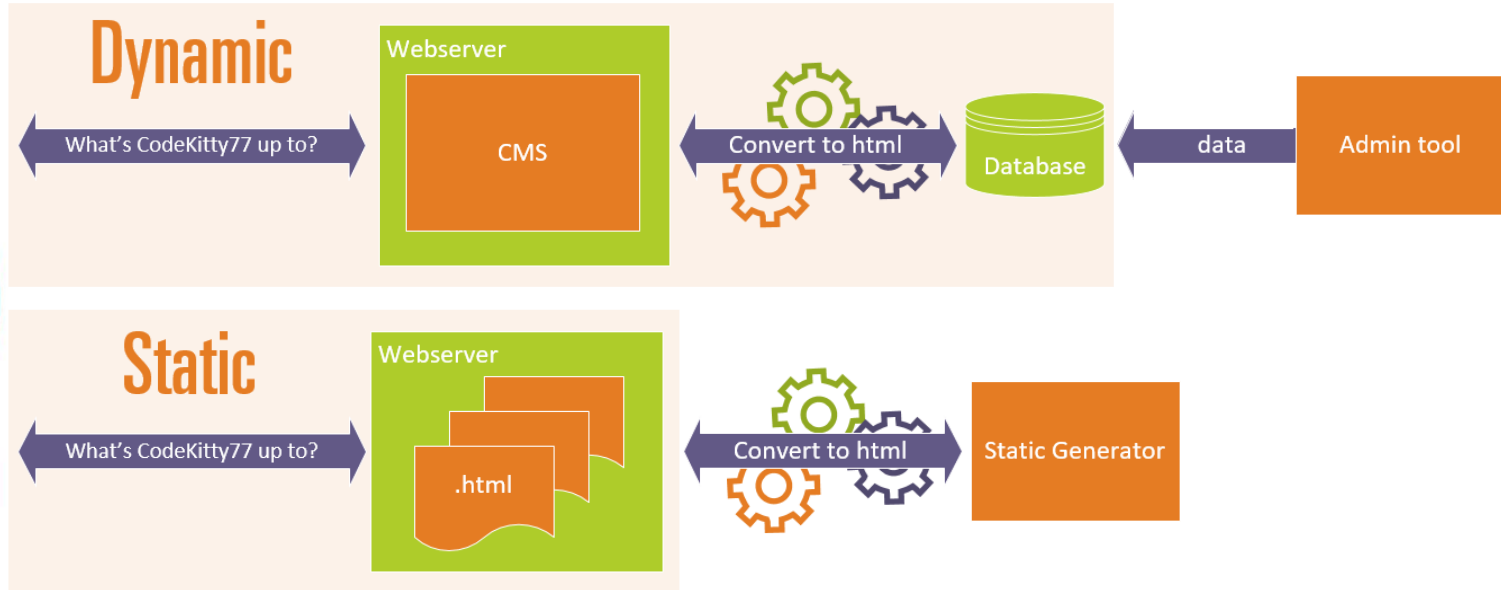 Dynamic
Webserver
What's CodeKitty77 up to?
CMS
Convert to html
Database
data
Admin tool
Static
Webserver
What's CodeKitty77 up to?
.html
Convert to html
Static Generator